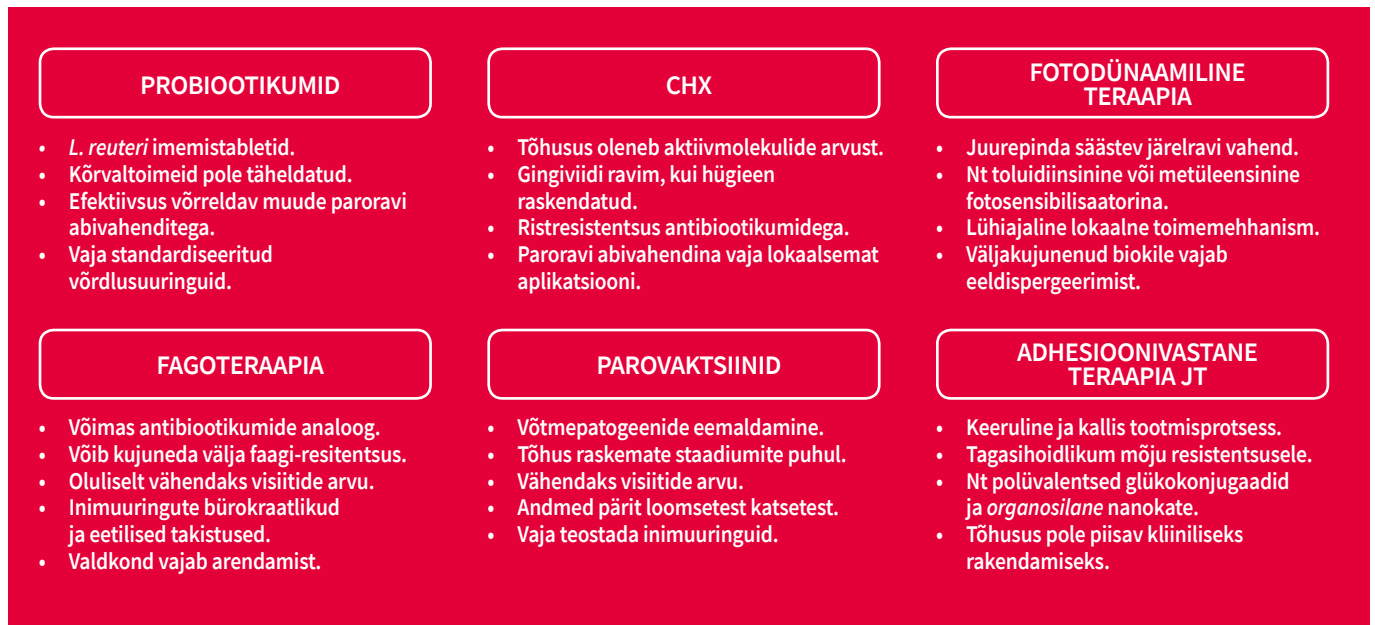 PROBIOOTIKUMID
• L. reuteri imemistabletid.
• Kõrvaltoimeid pole täheldatud.
• Efektiivsus võrreldav muude paroravi
abivahenditega.
• Vaja standardiseeritud
võrdlusuuringuid.
CHX
• Tõhusus oleneb aktiivmolekulide arvust.
• Gingiviidi ravim, kui hügieen
raskendatud.
• Ristresistentsus antibiootikumidega.
• Paroravi abivahendina vaja lokaalsemat
aplikatsiooni.
FOTODÜNAAMILINE
TERAAPIA
• Juurepinda säästev järelravi vahend.
• Nt toluidiinsinine või metüleensinine
fotosensibilisaatorina.
• Lühiajaline lokaalne toimemehhanism.
• Väljakujunenud biokile vajab
eeldispergeerimist.
FAGOTERAAPIA
• Võimas antibiootikumide analoog.
• Võib kujuneda välja faagi-resitentsus.
• Oluliselt vähendaks visiitide arvu.
• Inimuuringute bürokraatlikud
ja eetilised takistused.
• Valdkond vajab arendamist.
PAROVAKTSIINID
• Võtmepatogeenide eemaldamine.
• Tõhus raskemate staadiumite puhul.
• Vähendaks visiitide arvu.
• Andmed pärit loomsetest katsetest.
• Vaja teostada inimuuringuid.
ADHESIOONIVASTANE
TERAAPIA JT
• Keeruline ja kallis tootmisprotsess.
• Tagasihoidlikum mõju resistentsusele.
• Nt polüvalentsed glükokonjugaadid
ja organosilane nanokate.
• Tõhusus pole piisav kliiniliseks
rakendamiseks.